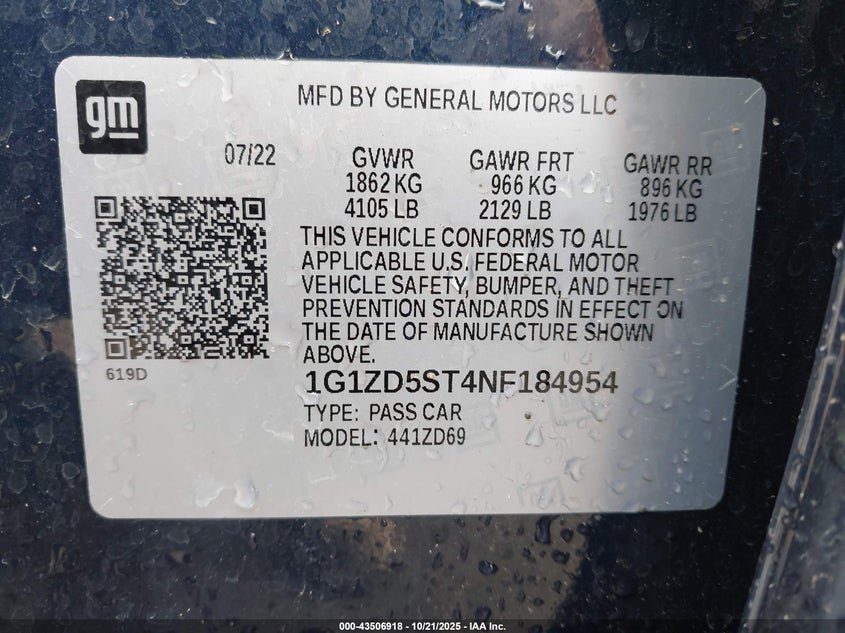 gm
MFD BY GENERAL MOTORS LLC
07/22 GVWR GAWR FRT GAWR RR
1862 KG 966 KG 896 KG
4105 LB 2129 LB 1976 LB
THIS VEHICLE CONFORMS TO ALL
APPLICABLE U.S. FEDERAL MOTOR
VEHICLE SAFETY, BUMPER, AND THEFT
PREVENTION STANDARDS IN EFFECT ON
THE DATE OF MANUFACTURE SHOWN
ABOVE.
619D
1G1ZD5ST4NF184954
TYPE: PASS CAR
MODEL: 441ZD69
000-43506918 - 10/21/2025 - IAA Inc.